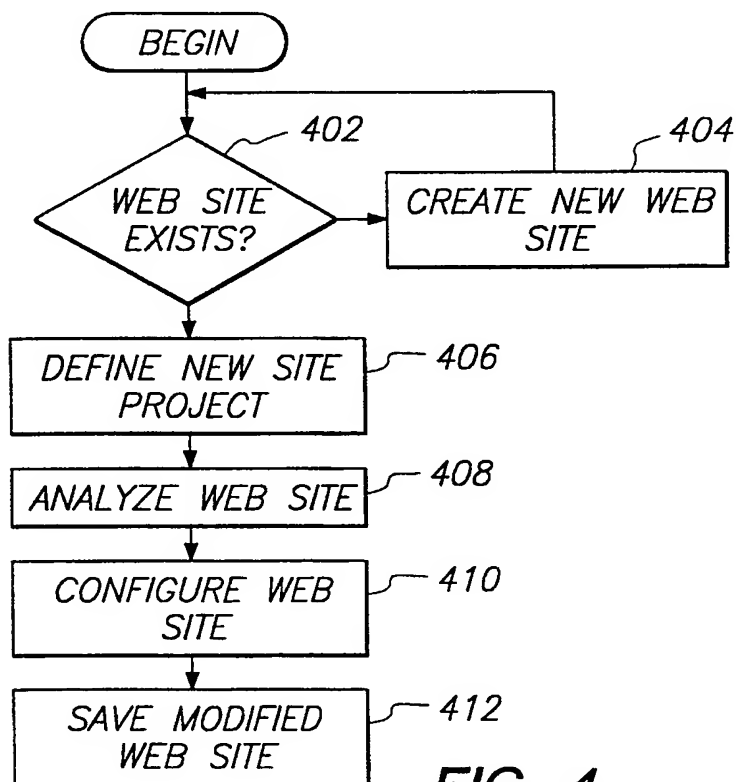 BEGIN
402
404
WEB SITE
EXISTS?
CREATE NEW WEB
SITE
406
DEFINE NEW SITE
PROJECT
408
ANALYZE WEB SITE
410
CONFIGURE WEB
SITE
412
SAVE MODIFIED
WEB SITE
FIG. 4